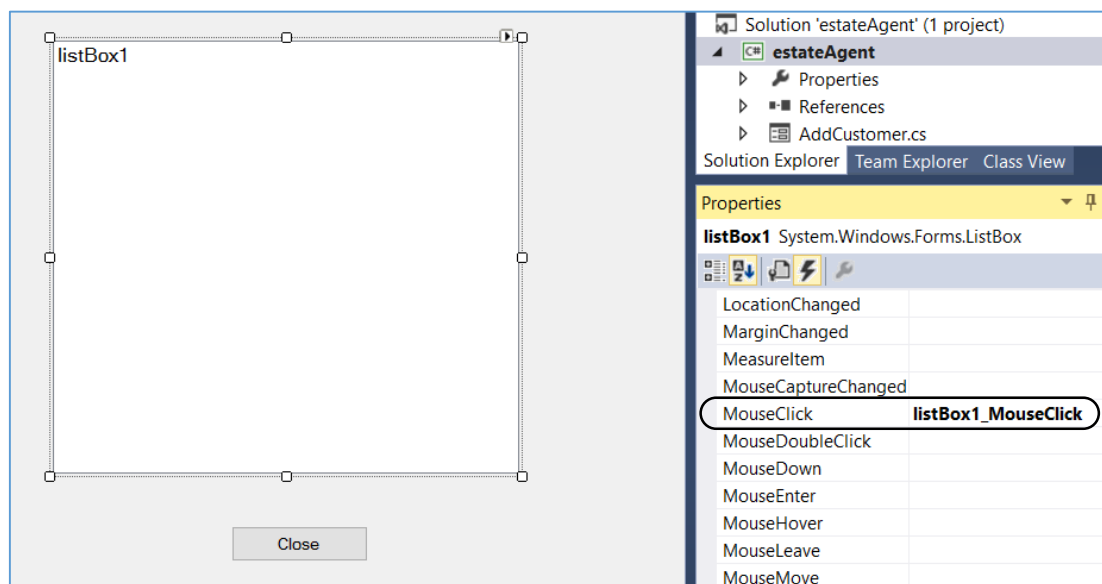 listBox1
Close
Solution 'estateAgent' (1 project)
C# estateAgent
Properties
References
AddCustomer.cs
Solution Explorer Team Explorer Class View
Properties
listBox1 System.Windows.Forms.ListBox
LocationChanged
MarginChanged
MeasureItem
MouseCaptureChanged
MouseClick listBox1_MouseClick
MouseDoubleClick
MouseDown
MouseEnter
MouseHover
MouseLeave
MouseMove